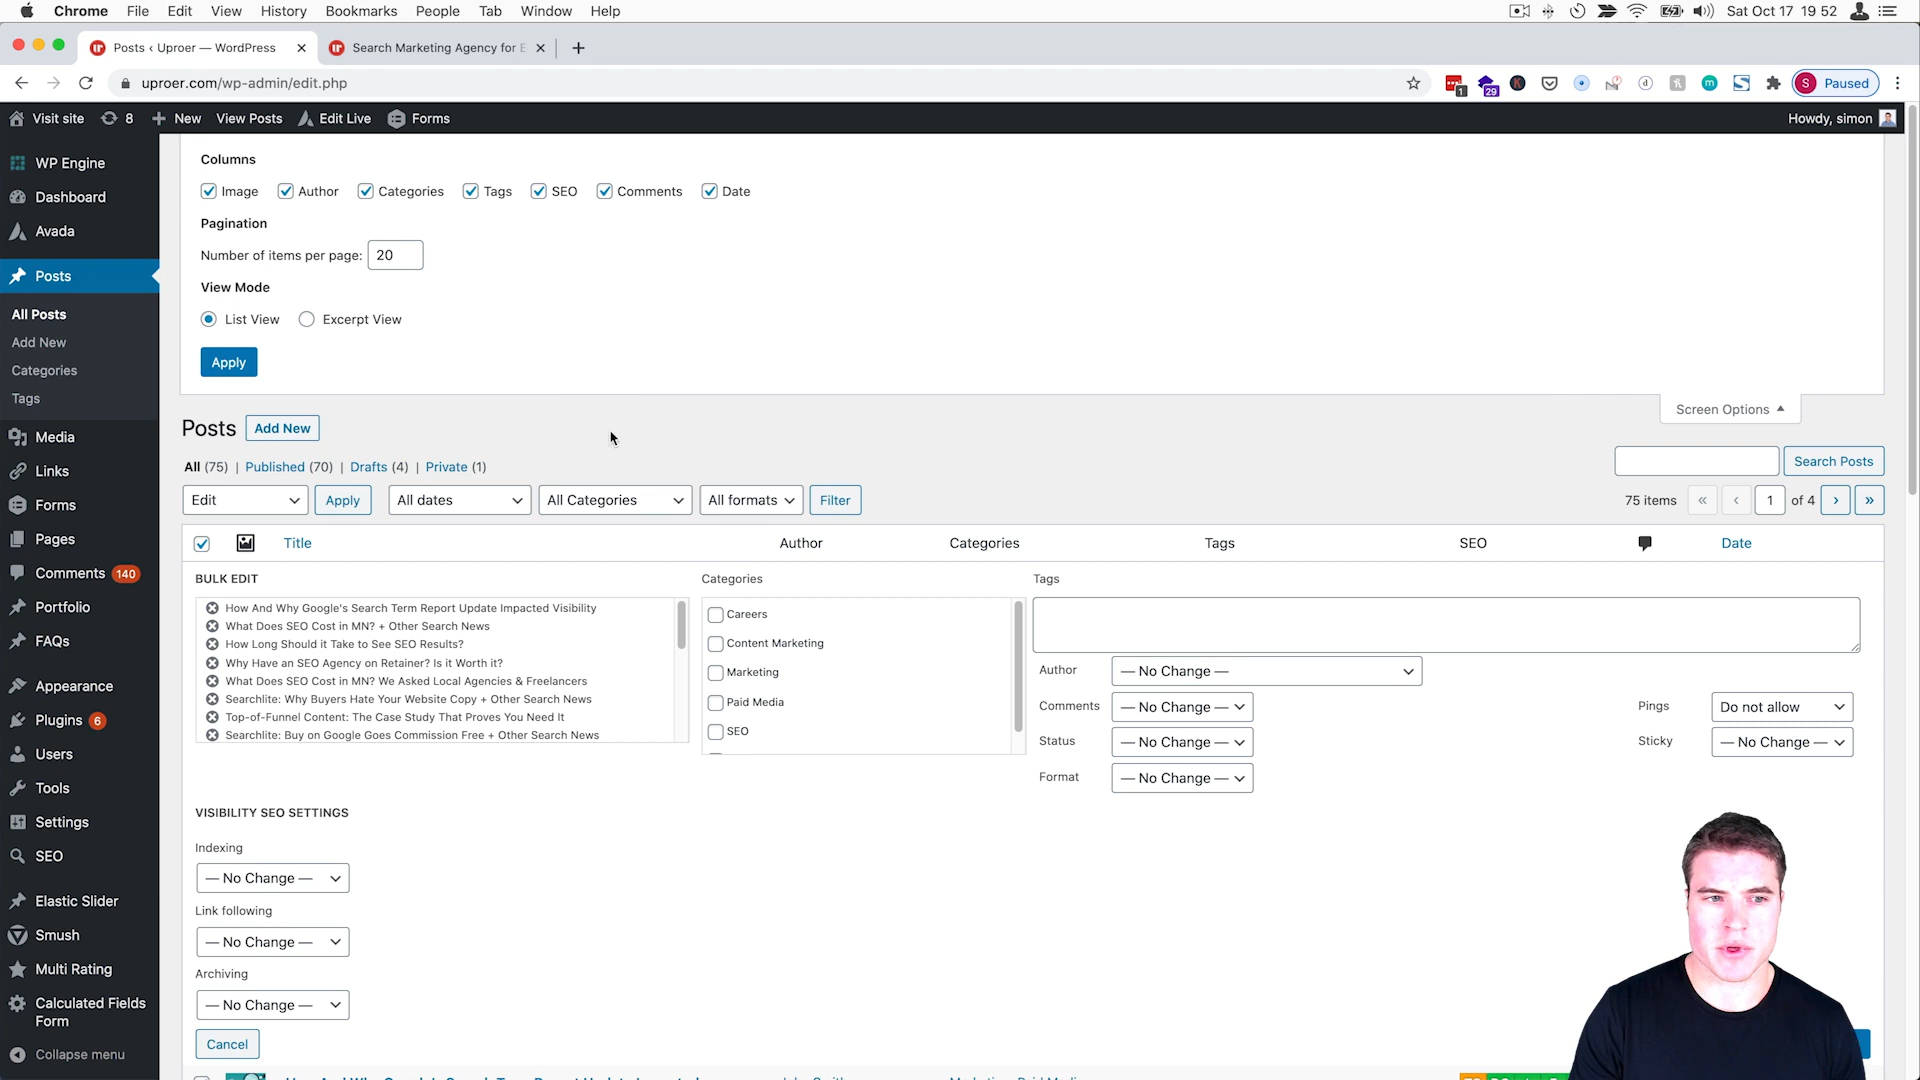 Chrome File Edit View History Bookmarks People Tab Window Help Sat Oct 17 19 52
Posts ‹ Uproer — WordPress Search Marketing Agency for E
uproer.com/wp-admin/edit.php 1 29 S Paused
Visit site 8 New View Posts Edit Live Forms Howdy, simon
WP Engine
Dashboard
Avada
Posts
All Posts
Add New
Categories
Tags
Media
Links
Forms
Pages
Comments 140
Portfolio
FAQs
Appearance
Plugins 6
Users
Tools
Settings
SEO
Elastic Slider
Smush
Multi Rating
Calculated Fields
Form
Collapse menu
Columns
Image Author Categories Tags SEO Comments Date
Pagination
Number of items per page: 20
View Mode
List View Excerpt View
Apply
Screen Options
Posts Add New
All (75) | Published (70) | Drafts (4) | Private (1)
Search Posts
Edit Apply All dates All Categories All formats Filter 75 items « ‹ 1 of 4 › »
Title Author Categories Tags SEO Date
BULK EDIT
How And Why Google's Search Term Report Update Impacted Visibility
What Does SEO Cost in MN? + Other Search News
How Long Should it Take to See SEO Results?
Why Have an SEO Agency on Retainer? Is it Worth it?
What Does SEO Cost in MN? We Asked Local Agencies & Freelancers
Searchlite: Why Buyers Hate Your Website Copy + Other Search News
Top-of-Funnel Content: The Case Study That Proves You Need It
Searchlite: Buy on Google Goes Commission Free + Other Search News
Categories
Careers
Content Marketing
Marketing
Paid Media
SEO
Tags
Author — No Change —
Comments — No Change — Pings Do not allow
Status — No Change — Sticky — No Change —
Format — No Change —
VISIBILITY SEO SETTINGS
Indexing
— No Change —
Link following
— No Change —
Archiving
— No Change —
Cancel